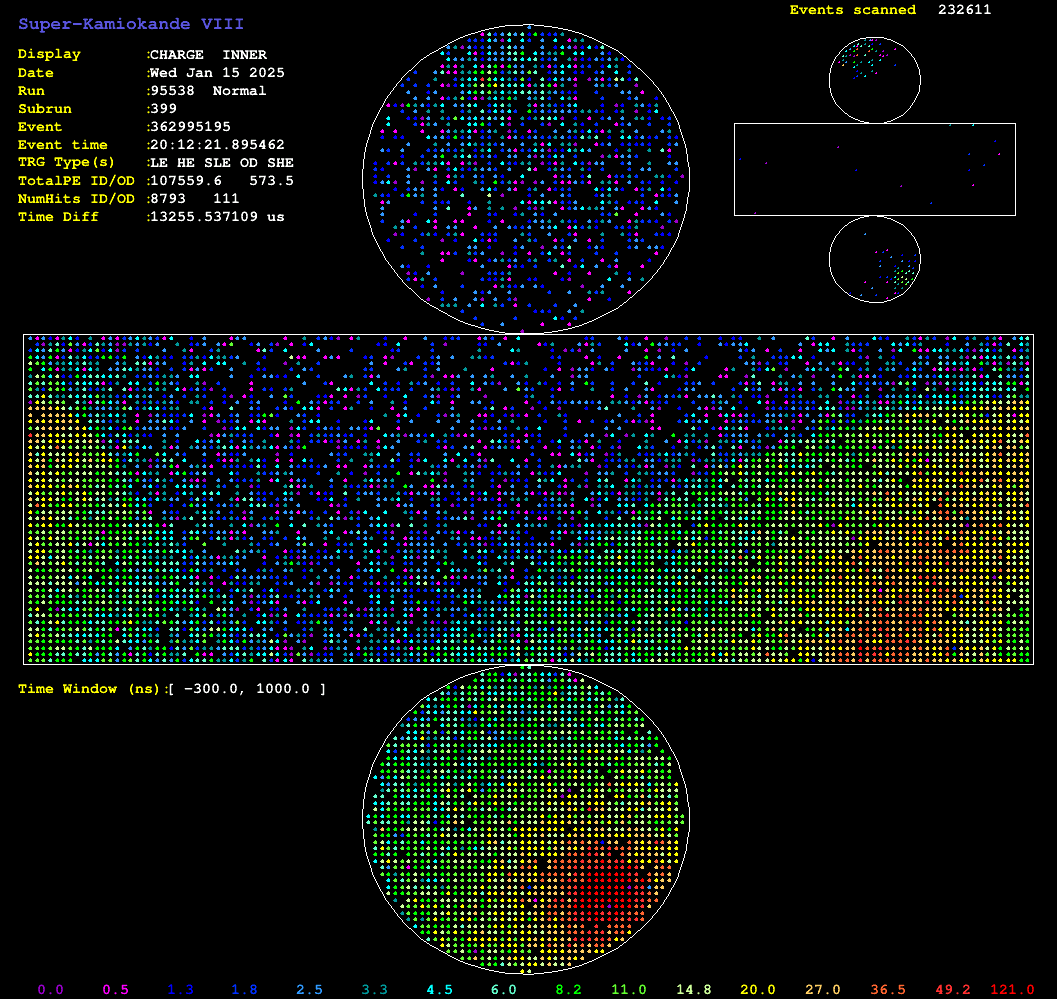 Super-Kamiokande VIII
Events scanned 232611
Display :CHARGE INNER
Date :Wed Jan 15 2025
Run :95538 Normal
Subrun :399
Event :362995195
Event time :20:12:21.895462
TRG Type(s) :LE HE SLE OD SHE
TotalPE ID/OD :107559.6 573.5
NumHits ID/OD :8793 111
Time Diff :13255.537109 us
Time Window (ns):[ -300.0, 1000.0 ]
0.0 0.5 1.3 1.8 2.5 3.3 4.5 6.0 8.2 11.0 14.8 20.0 27.0 36.5 49.2 121.0